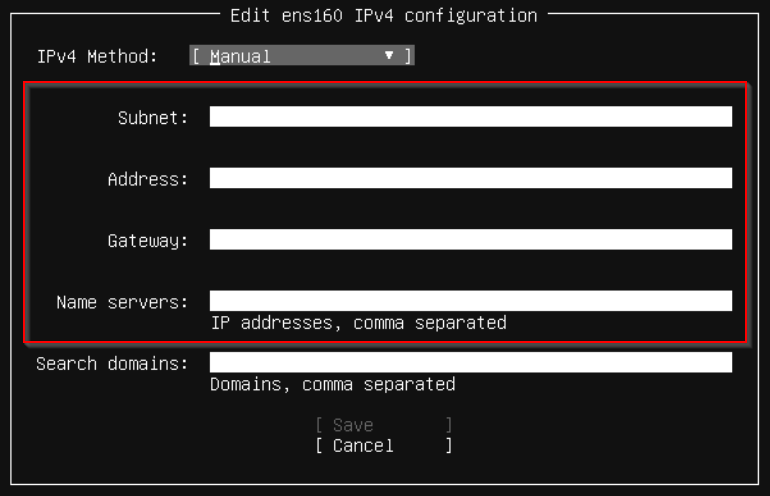 Edit ens160 IPv4 configuration
IPv4 Method: [ Manual ▼ ]
Subnet:
Address:
Gateway:
Name servers:
IP addresses, comma separated
Search domains:
Domains, comma separated
[ Save ]
[ Cancel ]